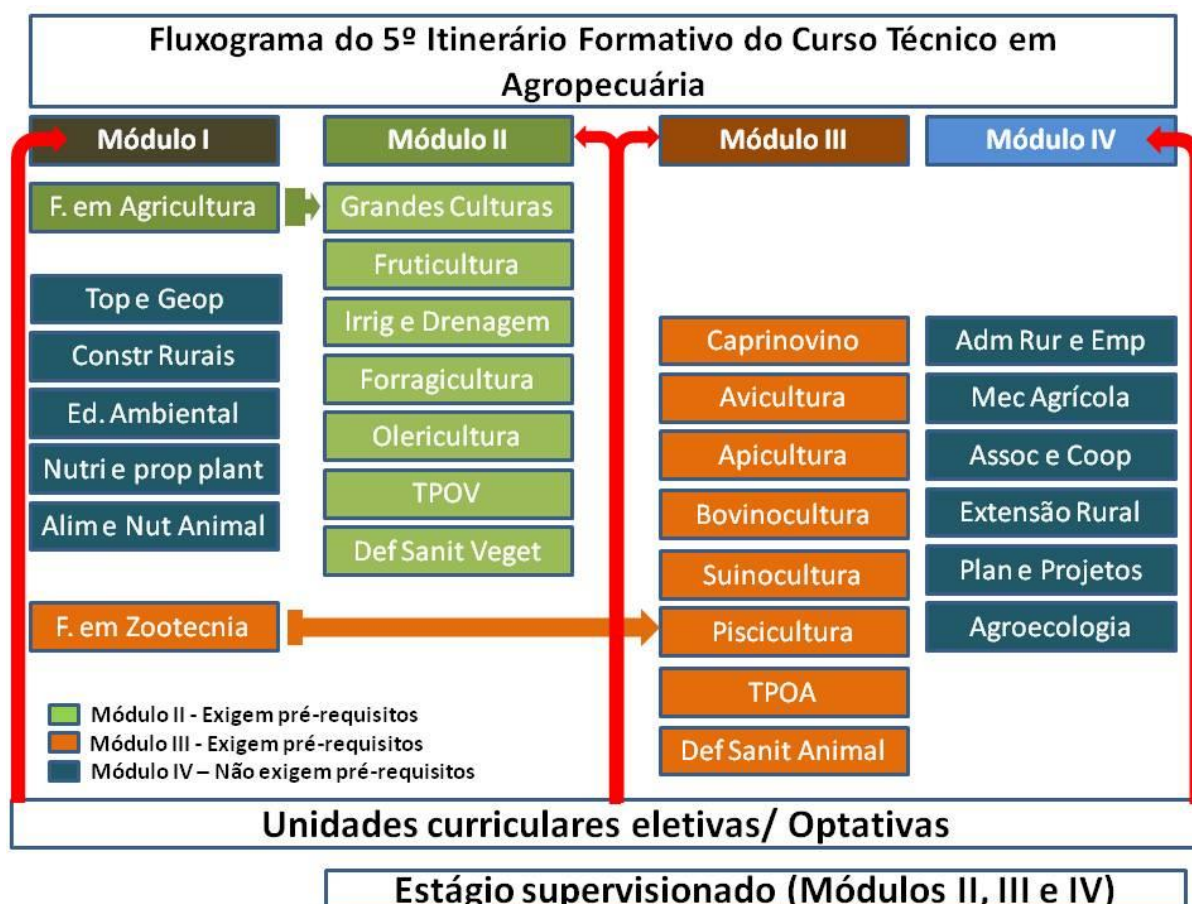 Fluxograma do 5º Itinerário Formativo do Curso Técnico em
Agropecuária
Módulo I
Módulo II
Módulo III
Módulo IV
F. em Agricultura
Top e Geop
Constr Rurais
Ed. Ambiental
Nutri e prop plant
Alim e Nut Animal
F. em Zootecnia
Grandes Culturas
Fruticultura
Irrig e Drenagem
Forragicultura
Olericultura
TPOV
Def Sanit Veget
Caprinovino
Avicultura
Apicultura
Bovinocultura
Suinocultura
Piscicultura
TPOA
Def Sanit Animal
Adm Rur e Emp
Mec Agrícola
Assoc e Coop
Extensão Rural
Plan e Projetos
Agroecologia
Módulo II - Exigem pré-requisitos
Módulo III - Exigem pré-requisitos
Módulo IV – Não exigem pré-requisitos
Unidades curriculares eletivas/ Optativas
Estágio supervisionado (Módulos II, III e IV)